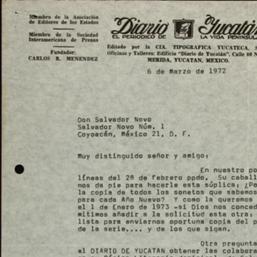 Miembro de la Asociación
de Editores de los Estados
Miembro de la Sociedad
Interamericana de Prensa
Fundador:
CARLOS R. MENENDEZ
Diario de Yucatán
EL PERIODICO DE LA VIDA PENINSUL
Editado por la CIA. TIPOGRAFICA YUCATECA, S
Oficinas y Talleres: Edificio "Diario de Yucatán", Calle 60 N
MERIDA, YUCATAN, MEXICO.
6 de Marzo de 1972
Don Salvador Novo
Salvador Novo Núm. 1
Coyoacán, México 21, D. F.
Muy distinguido señor y amigo:
En nuestro po
líneas del 28 de febrero ppdo, Su caball
nos da pie para hacerle esta súplica: ¿Po
la copia de todos los sonetos que sabemos
para cada Año Nuevo? Y como la queremos
el 1 de Enero de 1973 -si Dios nos conced
mitimos añadir a la solicitud esta otra:
lista para enviarnos oportuna copia del p
de la serie.... y de los que sigan.
Otra pregunta
el DIARIO DE YUCATAN obtener las colabora